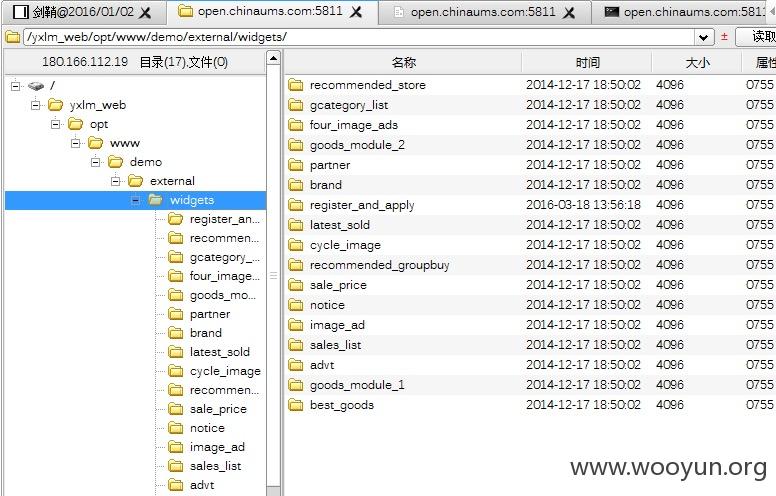 剑鞘@2016/01/02
open.chinaums.com:5811
open.chinaums.com:5811
open.chinaums.com:5811
/yxlm_web/opt/www/demo/external/widgets/
读取
180.166.112.19 目录(17),文件(0)
名称 时间 大小 属性
/
yxlm_web
opt
www
demo
external
widgets
register_an...
recommen...
gcategory_...
four_image...
goods_mo...
partner
brand
latest_sold
cycle_image
recommen...
sale_price
notice
image_ad
sales_list
advt
recommended_store 2014-12-17 18:50:02 4096 0755
gcategory_list 2014-12-17 18:50:02 4096 0755
four_image_ads 2014-12-17 18:50:02 4096 0755
goods_module_2 2014-12-17 18:50:02 4096 0755
partner 2014-12-17 18:50:02 4096 0755
brand 2014-12-17 18:50:02 4096 0755
register_and_apply 2016-03-18 13:56:18 4096 0755
latest_sold 2014-12-17 18:50:02 4096 0755
cycle_image 2014-12-17 18:50:02 4096 0755
recommended_groupbuy 2014-12-17 18:50:02 4096 0755
sale_price 2014-12-17 18:50:02 4096 0755
notice 2014-12-17 18:50:02 4096 0755
image_ad 2014-12-17 18:50:02 4096 0755
sales_list 2014-12-17 18:50:02 4096 0755
advt 2014-12-17 18:50:02 4096 0755
goods_module_1 2014-12-17 18:50:02 4096 0755
best_goods 2014-12-17 18:50:02 4096 0755
www.wooyun.org